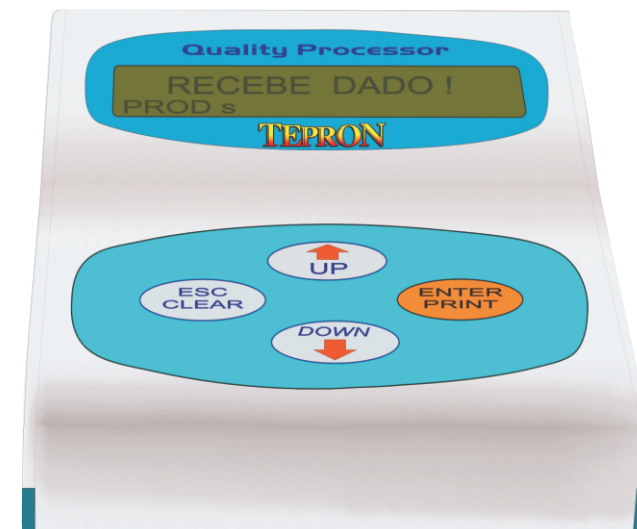 Quality Processor
RECEBE DADO !
PROD s
TEPRON
UP
ESC
CLEAR
ENTER
PRINT
DOWN